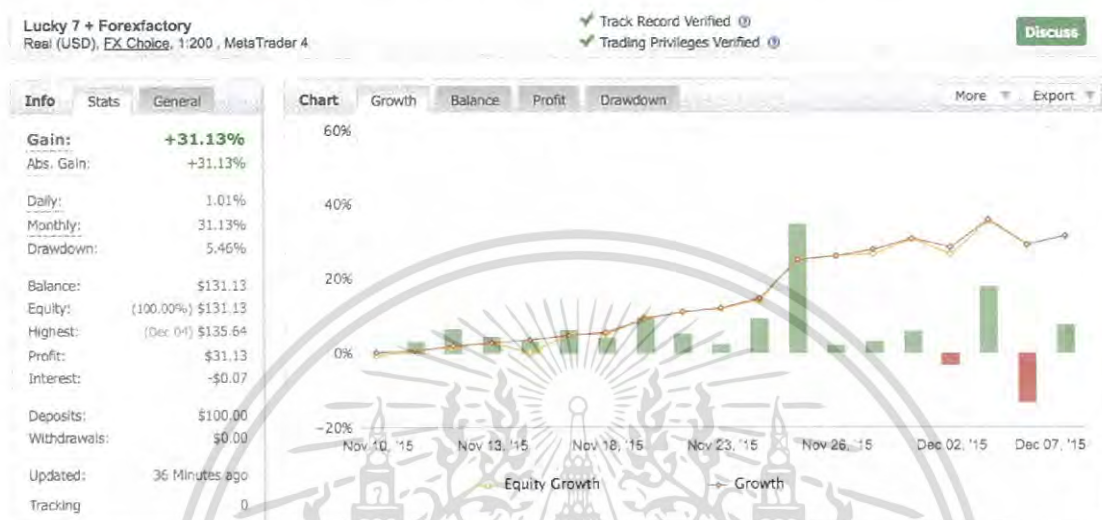 Lucky 7 + Forexfactory
Real (USD), FX Choice, 1:200 , MetaTrader 4
Track Record Verified
Trading Privileges Verified
Discuss
Info Stats General
Gain: +31.13%
Abs. Gain: +31.13%
Daily: 1.01%
Monthly: 31.13%
Drawdown: 5.46%
Balance: $131.13
Equity: (100.00%) $131.13
Highest: (Dec 04) $135.64
Profit: $31.13
Interest: -$0.07
Deposits: $100.00
Withdrawals: $0.00
Updated: 36 Minutes ago
Tracking 0
Chart Growth Balance Profit Drawdown More Export
60%
40%
20%
0%
-20%
Nov 10, '15 Nov 13, '15 Nov 18, '15 Nov 23, '15 Nov 26, '15 Dec 02, '15 Dec 07, '15
Equity Growth Growth